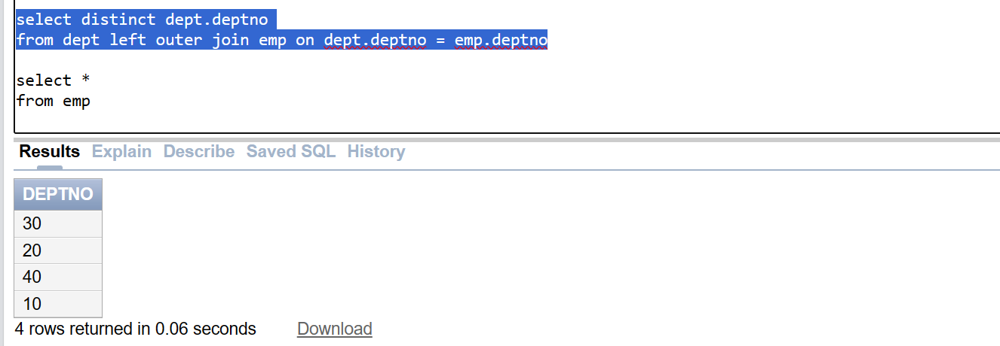 select distinct dept.deptno
from dept left outer join emp on dept.deptno = emp.deptno
select *
from emp
Results Explain Describe Saved SQL History
DEPTNO
30
20
40
10
4 rows returned in 0.06 seconds Download